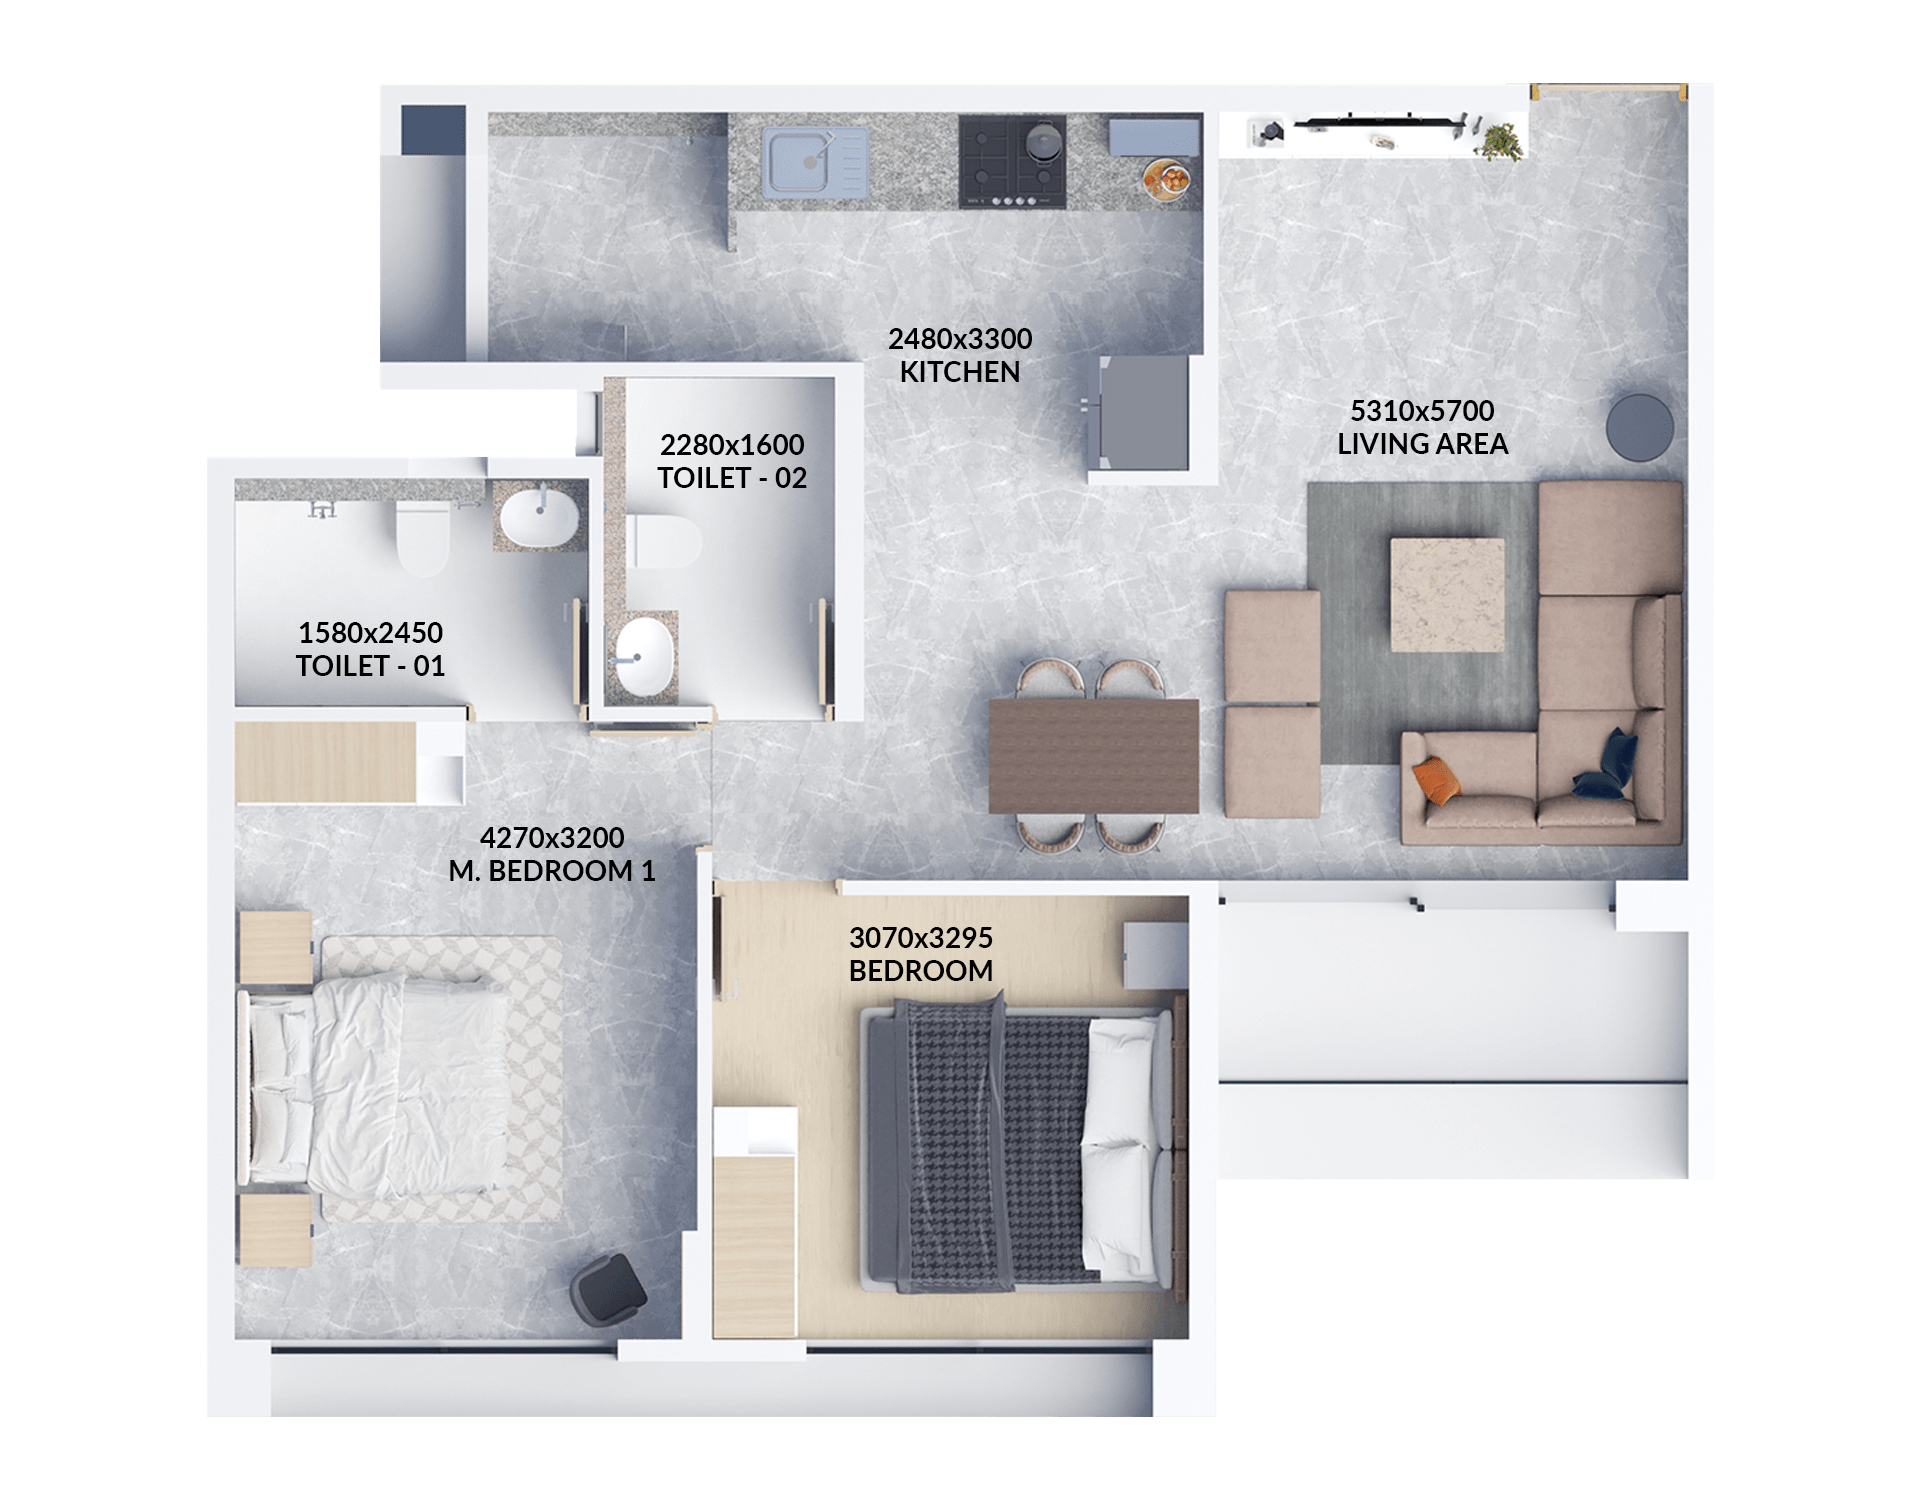 2480x3300
KITCHEN
5310x5700
LIVING AREA
2280x1600
TOILET - 02
1580x2450
TOILET - 01
4270x3200
M. BEDROOM 1
3070x3295
BEDROOM